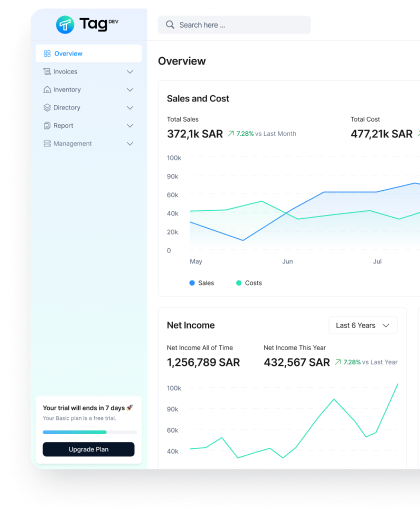 Tag DEV
Search here ...
Overview
Invoices
Inventory
Directory
Report
Management
Your trial will ends in 7 days 🚀
Your Basic plan is a free trial.
Upgrade Plan
Overview
Sales and Cost
Total Sales
372,1k SAR ↗ 7.28% vs Last Month
Total Cost
477,21k SAR
100k
90k
60k
40k
20k
0
May Jun Jul
Sales Costs
Net Income
Last 6 Years
Net Income All of Time
1,256,789 SAR
Net Income This Year
432,567 SAR ↗ 7.28% vs Last Year
100k
90k
60k
40k